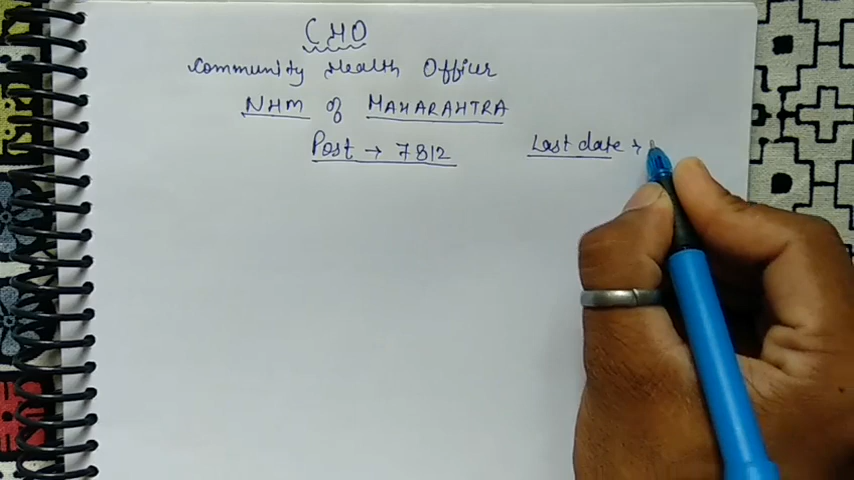 CHO
Community Health Officer
NHM of MAHARAHTRA
Post → 7812 Last date →